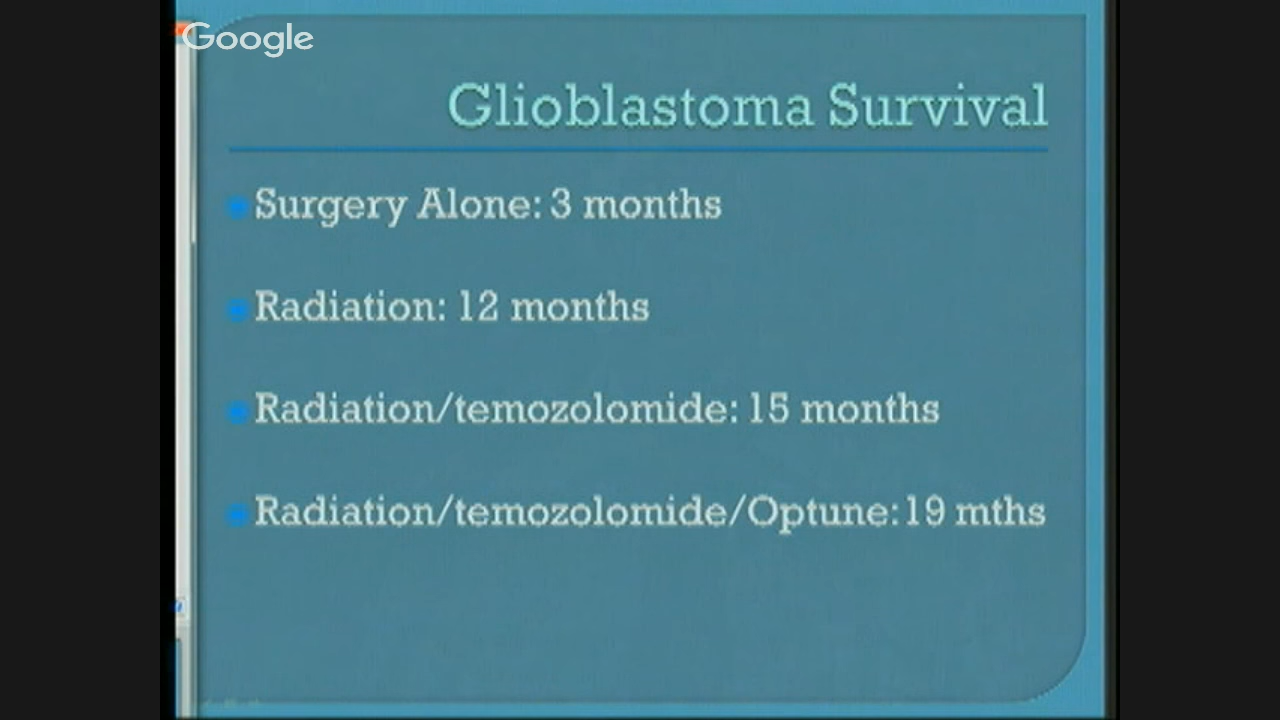 Google
Glioblastoma Survival
Surgery Alone: 3 months
Radiation: 12 months
Radiation/temozolomide: 15 months
Radiation/temozolomide/Optune:19 mths